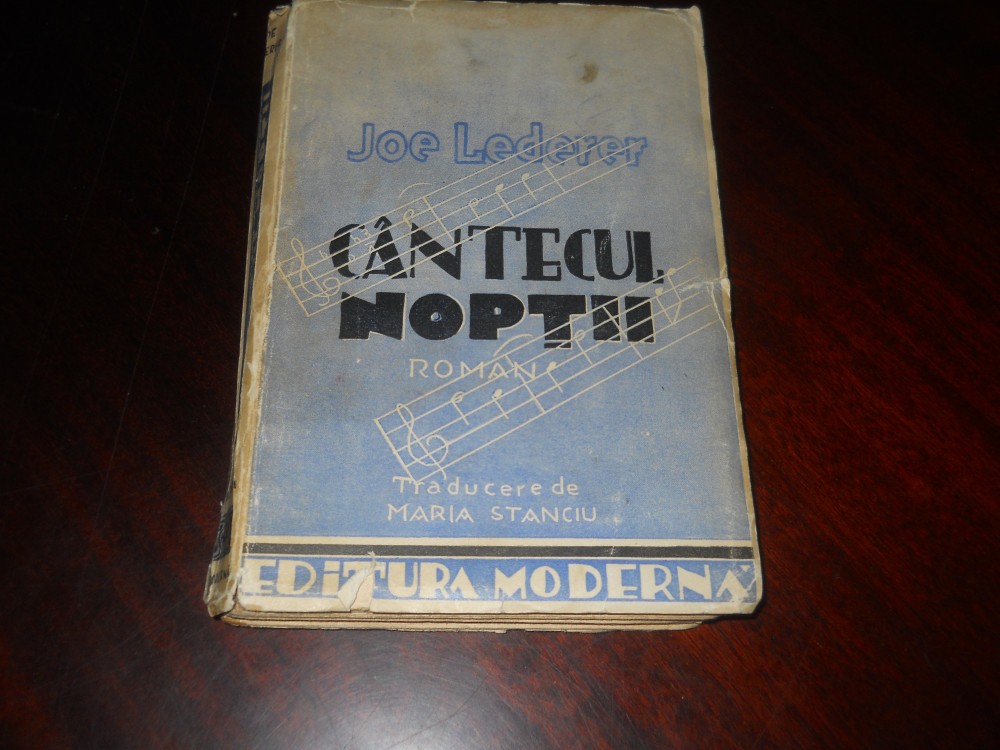 Joe Lederer
CÂNTECUL
NOPȚII
ROMAN
Traducere de
MARIA STANCIU
EDITURA MODERNĂ